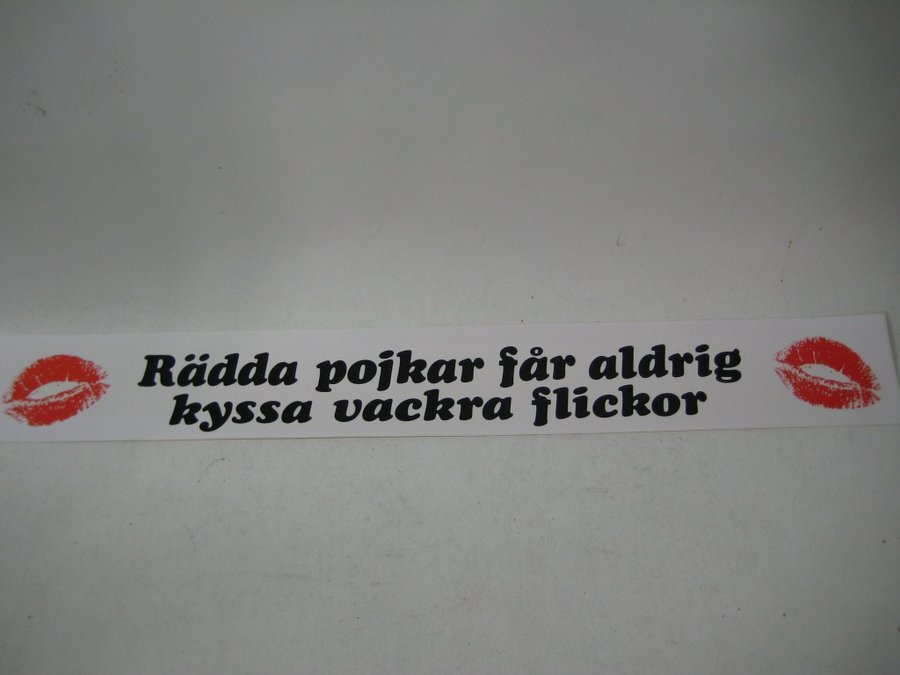 Rädda pojkar får aldrig
kyssa vackra flickor